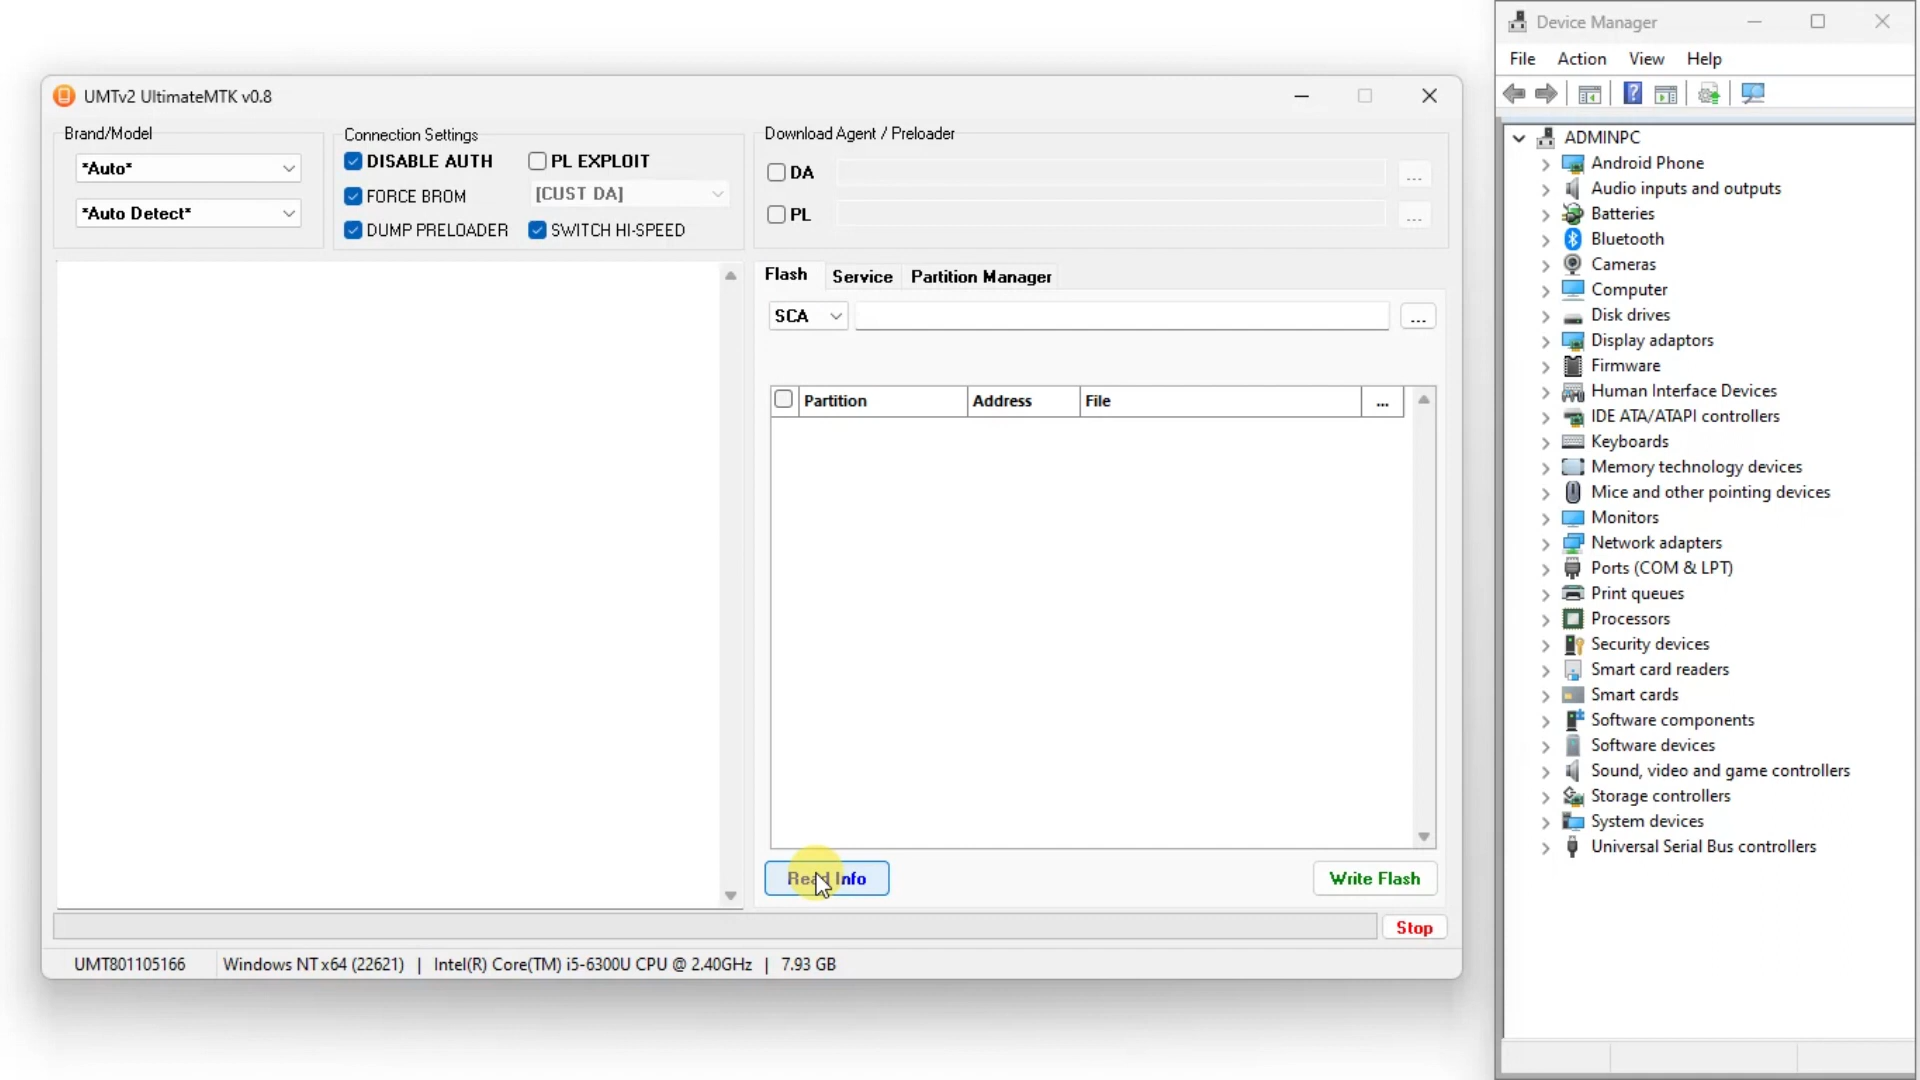 UMTv2 UltimateMTK v0.8
Brand/Model
*Auto*
*Auto Detect*
Connection Settings
DISABLE AUTH
PL EXPLOIT
FORCE BROM
[CUST DA]
DUMP PRELOADER
SWITCH HI-SPEED
Download Agent / Preloader
DA
...
PL
...
Flash
Service
Partition Manager
SCA
...
Partition
Address
File
...
Read Info
Write Flash
Stop
UMT801105166
Windows NT x64 (22621) | Intel(R) Core(TM) i5-6300U CPU @ 2.40GHz | 7.93 GB
Device Manager
File Action View Help
ADMINPC
Android Phone
Audio inputs and outputs
Batteries
Bluetooth
Cameras
Computer
Disk drives
Display adaptors
Firmware
Human Interface Devices
IDE ATA/ATAPI controllers
Keyboards
Memory technology devices
Mice and other pointing devices
Monitors
Network adapters
Ports (COM & LPT)
Print queues
Processors
Security devices
Smart card readers
Smart cards
Software components
Software devices
Sound, video and game controllers
Storage controllers
System devices
Universal Serial Bus controllers